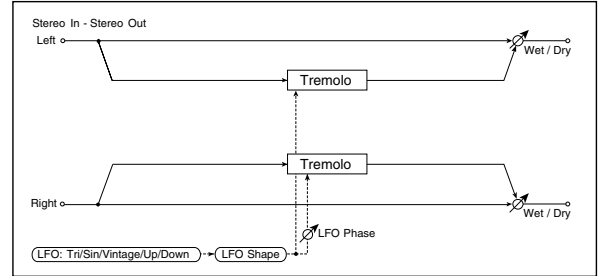 Stereo In - Stereo Out
Left
Wet / Dry
Tremolo
Tremolo
Right
Wet / Dry
LFO Phase
LFO: Tri/Sin/Vintage/Up/Down
LFO Shape